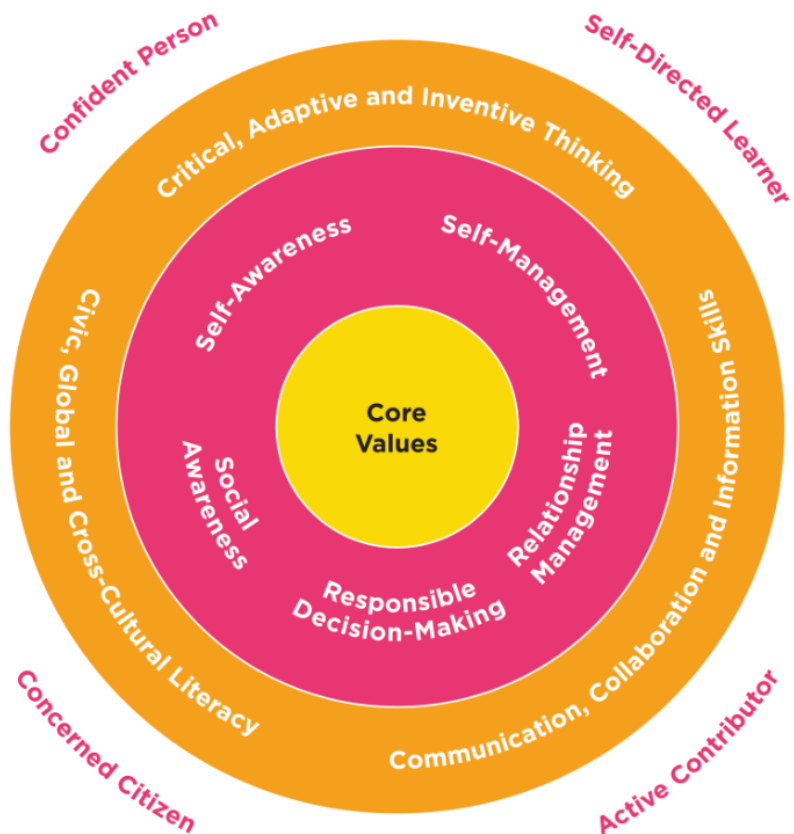 Confident Person
Self-Directed Learner
Critical, Adaptive and Inventive Thinking
Self-Awareness
Self-Management
Civic, Global and Cross-Cultural Literacy
Communication, Collaboration and Information Skills
Core
Values
Social
Awareness
Relationship
Management
Responsible
Decision-Making
Concerned Citizen
Active Contributor